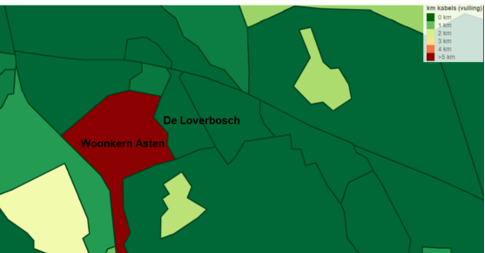 km kabels (vulling)
0 km
1 km
2 km
3 km
4 km
>5 km
De Loverbosch
Woonkern Asten